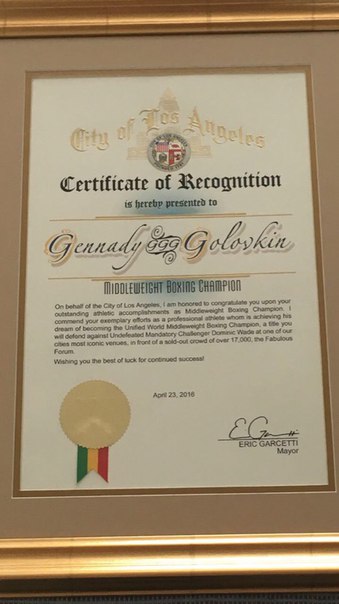 City of Los Angeles
Certificate of Recognition
is hereby presented to
Gennady GGG Golovkin
MIDDLEWEIGHT BOXING CHAMPION
On behalf of the City of Los Angeles, I am honored to congratulate you upon your
outstanding athletic accomplishments as Middleweight Boxing Champion. I
commend your exemplary efforts as a professional athlete whom is achieving his
dream of becoming the Unified World Middleweight Boxing Champion, a title you
will defend against Undefeated Mandatory Challenger Dominic Wade at one of our
cities most iconic venues, in front of a sold-out crowd of over 17,000, the Fabulous
Forum.
Wishing you the best of luck for continued success!
April 23, 2016
ERIC GARCETTI
Mayor